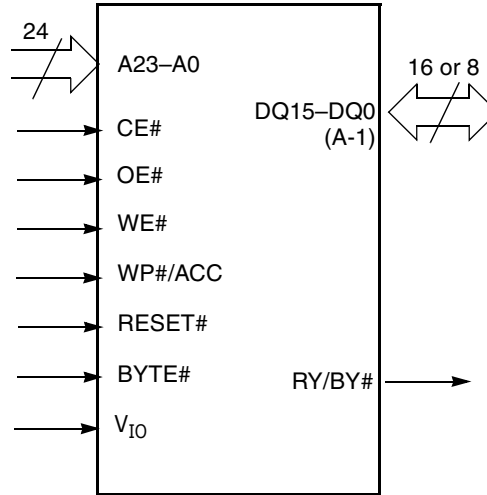 24
A23–A0
16 or 8
DQ15–DQ0
(A-1)
CE#
OE#
WE#
WP#/ACC
RESET#
BYTE#
RY/BY#
VIO